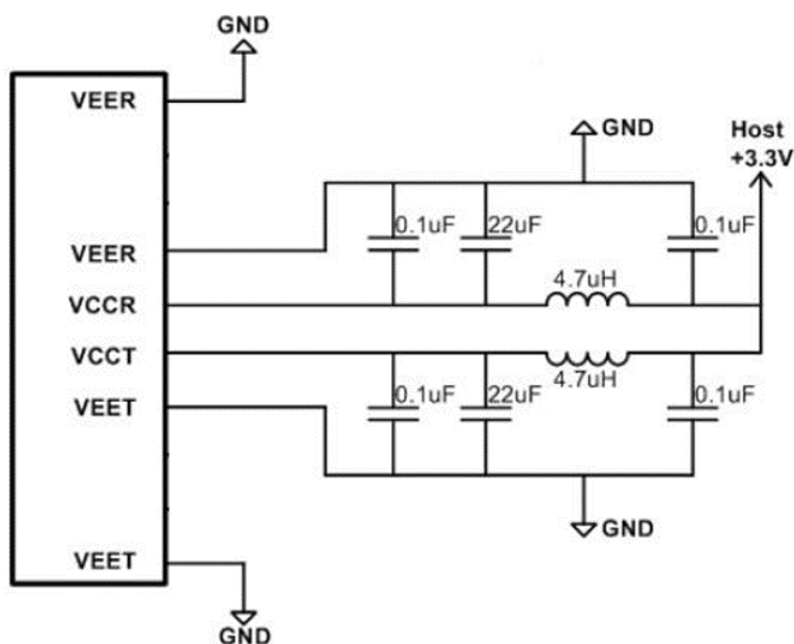 GND
VEER
GND
Host
+3.3V
0.1uF
22uF
0.1uF
VEER
4.7uH
VCCR
VCCT
4.7uH
0.1uF
22uF
0.1uF
VEET
GND
VEET
GND